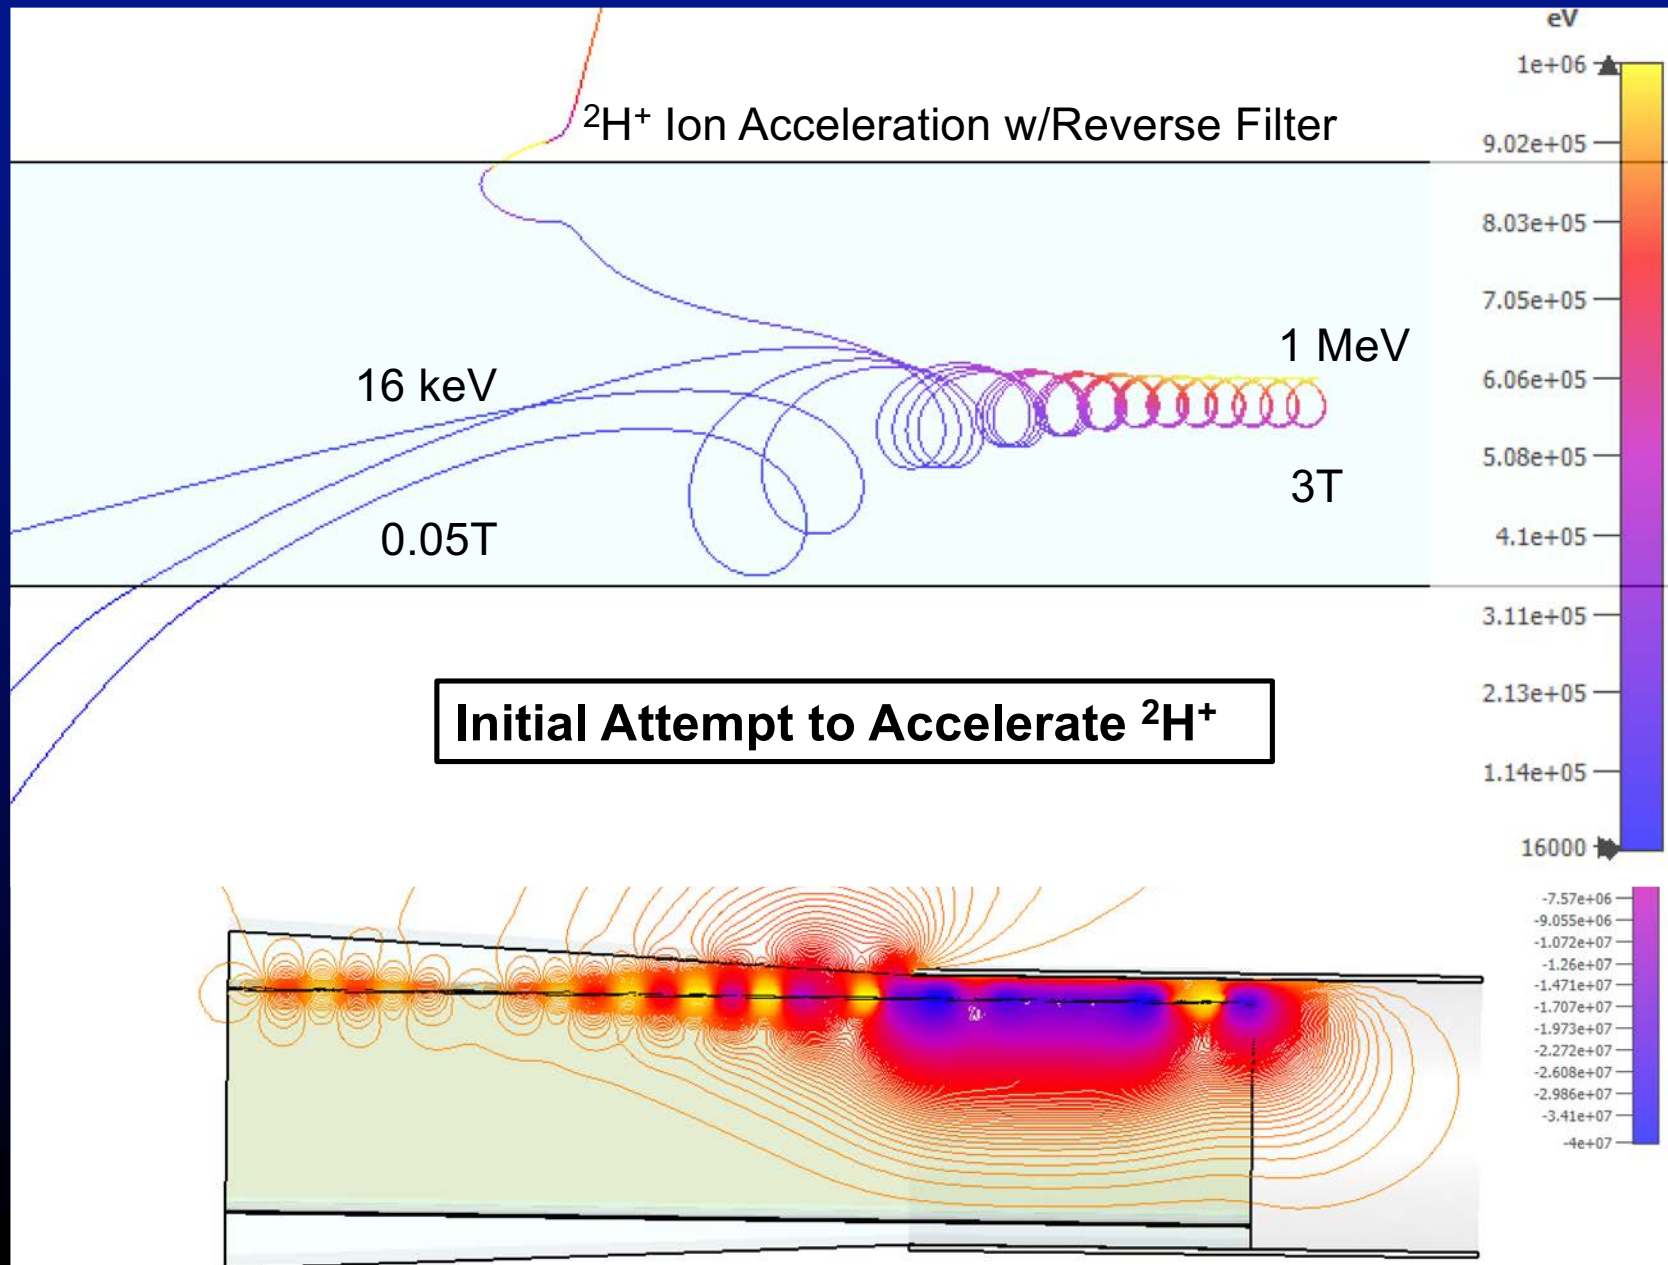 eV
1e+06
²H⁺ Ion Acceleration w/Reverse Filter
9.02e+05
8.03e+05
7.05e+05
1 MeV
16 keV
6.06e+05
5.08e+05
3T
0.05T
4.1e+05
3.11e+05
Initial Attempt to Accelerate ²H⁺
2.13e+05
1.14e+05
16000
-7.57e+06
-9.055e+06
-1.072e+07
-1.26e+07
-1.471e+07
-1.707e+07
-1.973e+07
-2.272e+07
-2.608e+07
-2.986e+07
-3.41e+07
-4e+07